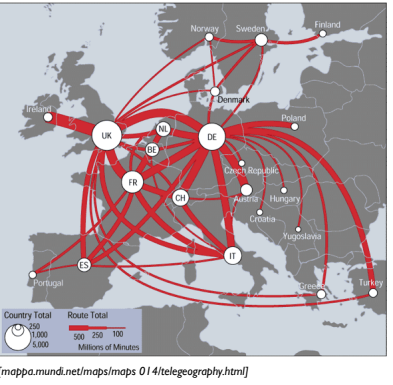 Norway
Sweden
Finland
Denmark
Ireland
UK
NL
DE
Poland
BE
Czech Republic
FR
CH
Austria
Hungary
Croatia
Yugoslavia
IT
ES
Portugal
Greece
Turkey
Country Total
Route Total
250
1,000
5,000
500 250 100
Millions of Minutes
[mappa.mundi.net/maps/maps 014/telegeography.html]